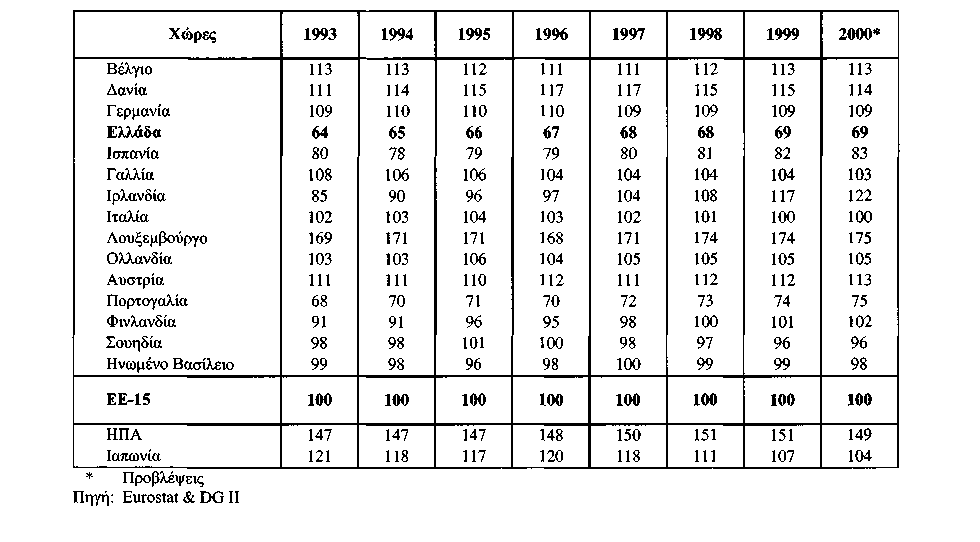 Χώρες 1993 1994 1995 1996 1997 1998 1999 2000*
Βέλγιο 113 113 112 111 111 112 113 113
Δανία 111 114 115 117 117 115 115 114
Γερμανία 109 110 110 110 109 109 109 109
Ελλάδα 64 65 66 67 68 68 69 69
Ισπανία 80 78 79 79 80 81 82 83
Γαλλία 108 106 106 104 104 104 104 103
Ιρλανδία 85 90 96 97 104 108 117 122
Ιταλία 102 103 104 103 102 101 100 100
Λουξεμβούργο 169 171 171 168 171 174 174 175
Ολλανδία 103 103 106 104 105 105 105 105
Αυστρία 111 111 110 112 111 112 112 113
Πορτογαλία 68 70 71 70 72 73 74 75
Φινλανδία 91 91 96 95 98 100 101 102
Σουηδία 98 98 101 100 98 97 96 96
Ηνωμένο Βασίλειο 99 98 96 98 100 99 99 98
ΕΕ-15 100 100 100 100 100 100 100 100
ΗΠΑ 147 147 147 148 150 151 151 149
Ιαπωνία 121 118 117 120 118 111 107 104
* Προβλέψεις
Πηγή: Eurostat & DG II